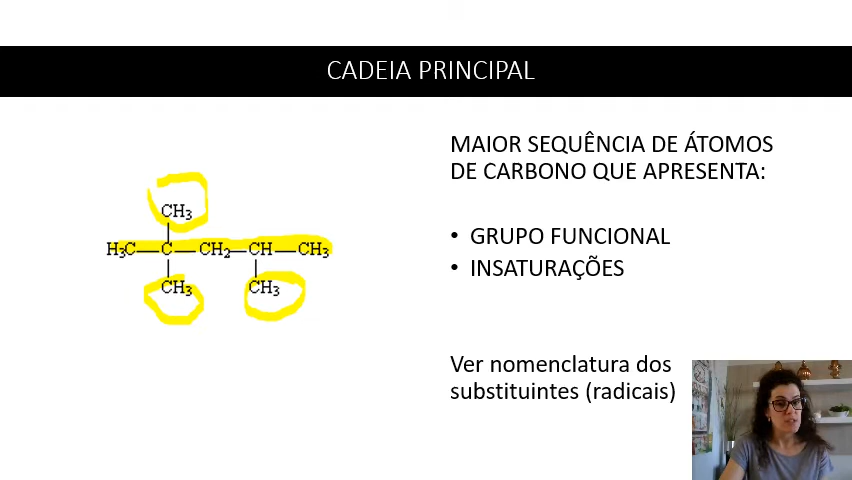 CADEIA PRINCIPAL
MAIOR SEQUÊNCIA DE ÁTOMOS
DE CARBONO QUE APRESENTA:
• GRUPO FUNCIONAL
• INSATURAÇÕES
CH3
H3C—C—CH2—CH—CH3
CH3 CH3
Ver nomenclatura dos
substituintes (radicais)